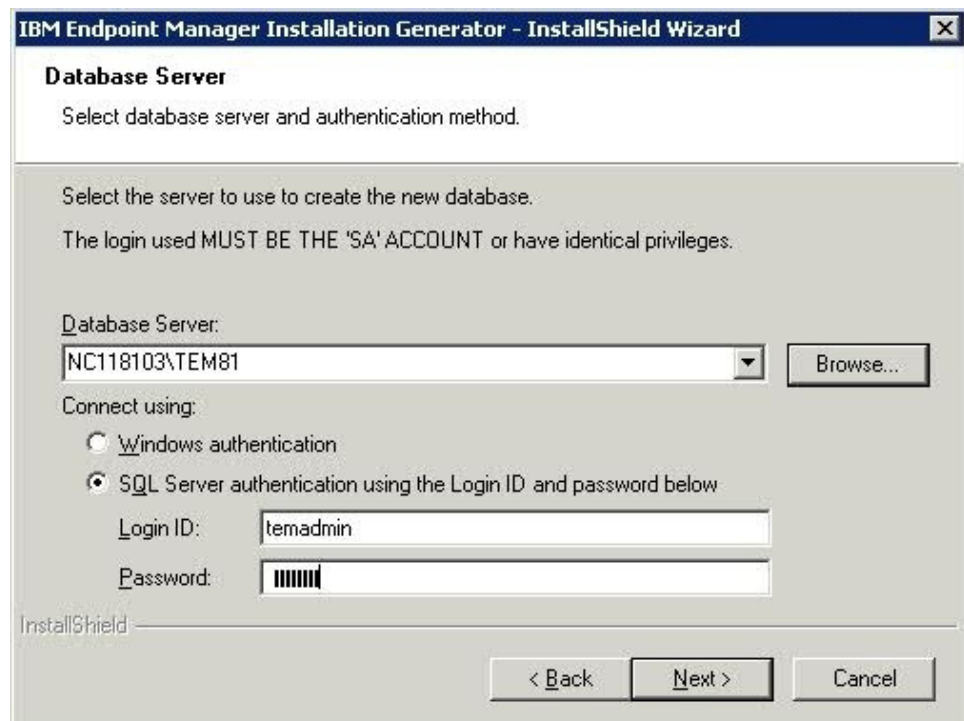 IBM Endpoint Manager Installation Generator - InstallShield Wizard
Database Server
Select database server and authentication method.
Select the server to use to create the new database.
The login used MUST BE THE 'SA' ACCOUNT or have identical privileges.
Database Server:
NC118103\TEM81
Browse...
Connect using:
Windows authentication
SQL Server authentication using the Login ID and password below
Login ID:
temadmin
Password:
InstallShield
< Back
Next >
Cancel